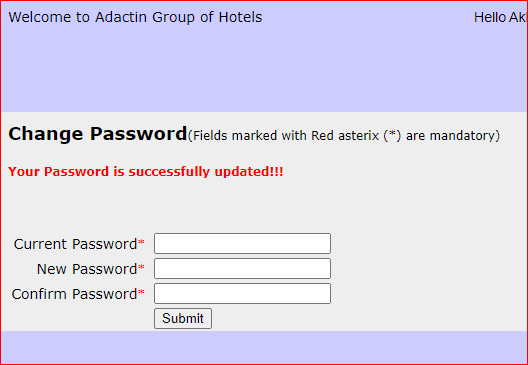 Welcome to Adactin Group of Hotels Hello
Change Password(Fields marked with Red asterix (*) are mandatory)
Your Password is successfully updated!!!
Current Password*
New Password*
Confirm Password*
Submit